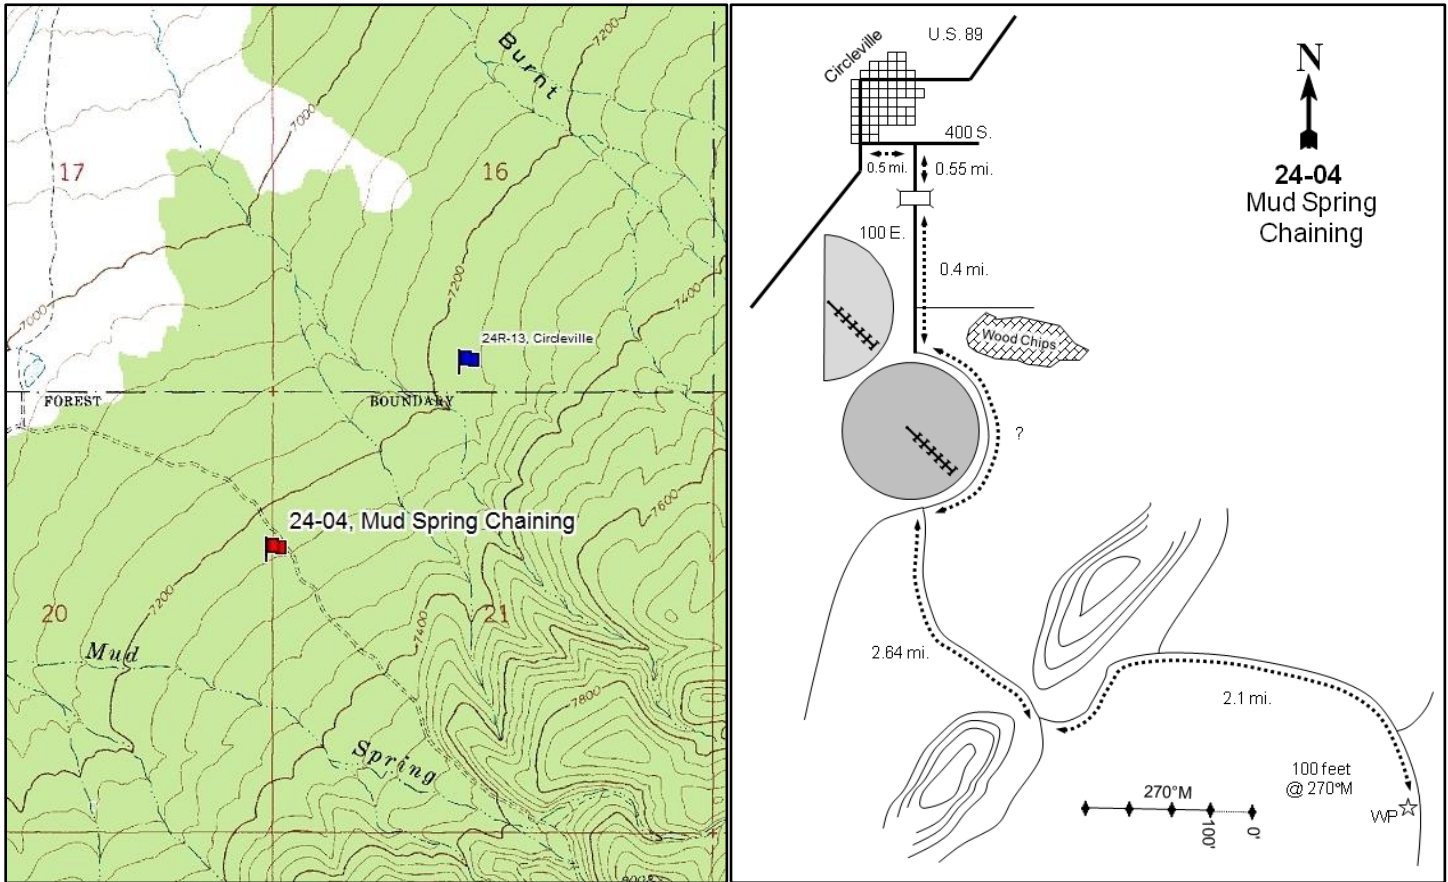 Burnt
7200
7000
17
16
7200
7400
7000
24R-13, Circleville
FOREST
BOUNDARY
7600
24-04, Mud Spring Chaining
7200
20
7400
21
Mud
7800
Spring
U.S. 89
Circleville
N
400 S.
0.5 mi.
0.55 mi.
24-04
Mud Spring
Chaining
100 E.
0.4 mi.
Wood Chips
?
2.64 mi.
2.1 mi.
100 feet
@ 270°M
270°M
WP
100'
0'